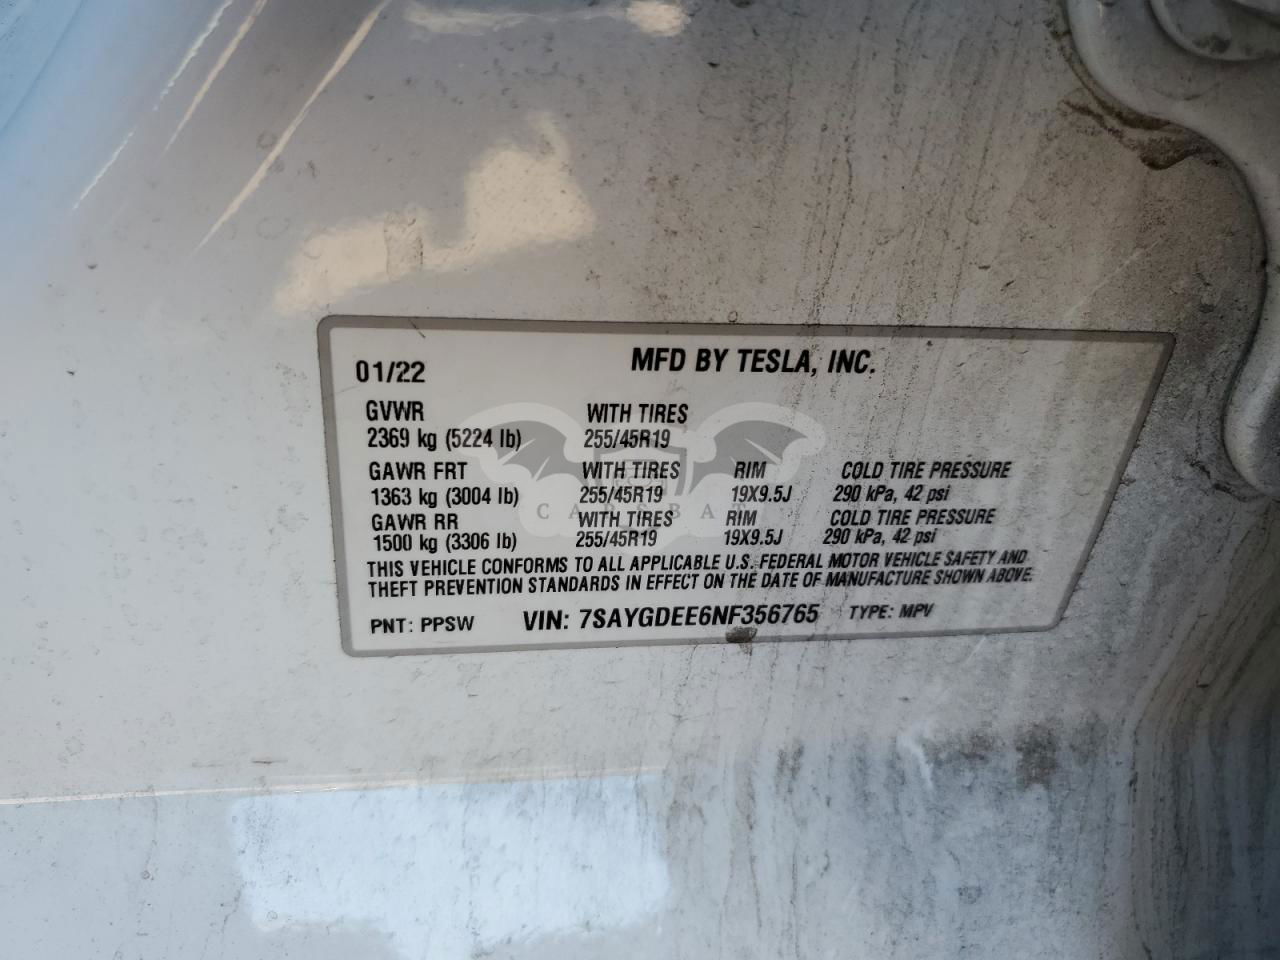 01/22 MFD BY TESLA, INC.
GVWR WITH TIRES
2369 kg (5224 lb) 255/45R19
GAWR FRT WITH TIRES RIM COLD TIRE PRESSURE
1363 kg (3004 lb) 255/45R19 19X9.5J 290 kPa, 42 psi
GAWR RR WITH TIRES RIM COLD TIRE PRESSURE
1500 kg (3306 lb) 255/45R19 19X9.5J 290 kPa, 42 psi
THIS VEHICLE CONFORMS TO ALL APPLICABLE U.S. FEDERAL MOTOR VEHICLE SAFETY AND
THEFT PREVENTION STANDARDS IN EFFECT ON THE DATE OF MANUFACTURE SHOWN ABOVE.
PNT: PPSW VIN: 7SAYGDEE6NF356765 TYPE: MPV
CARSBAT